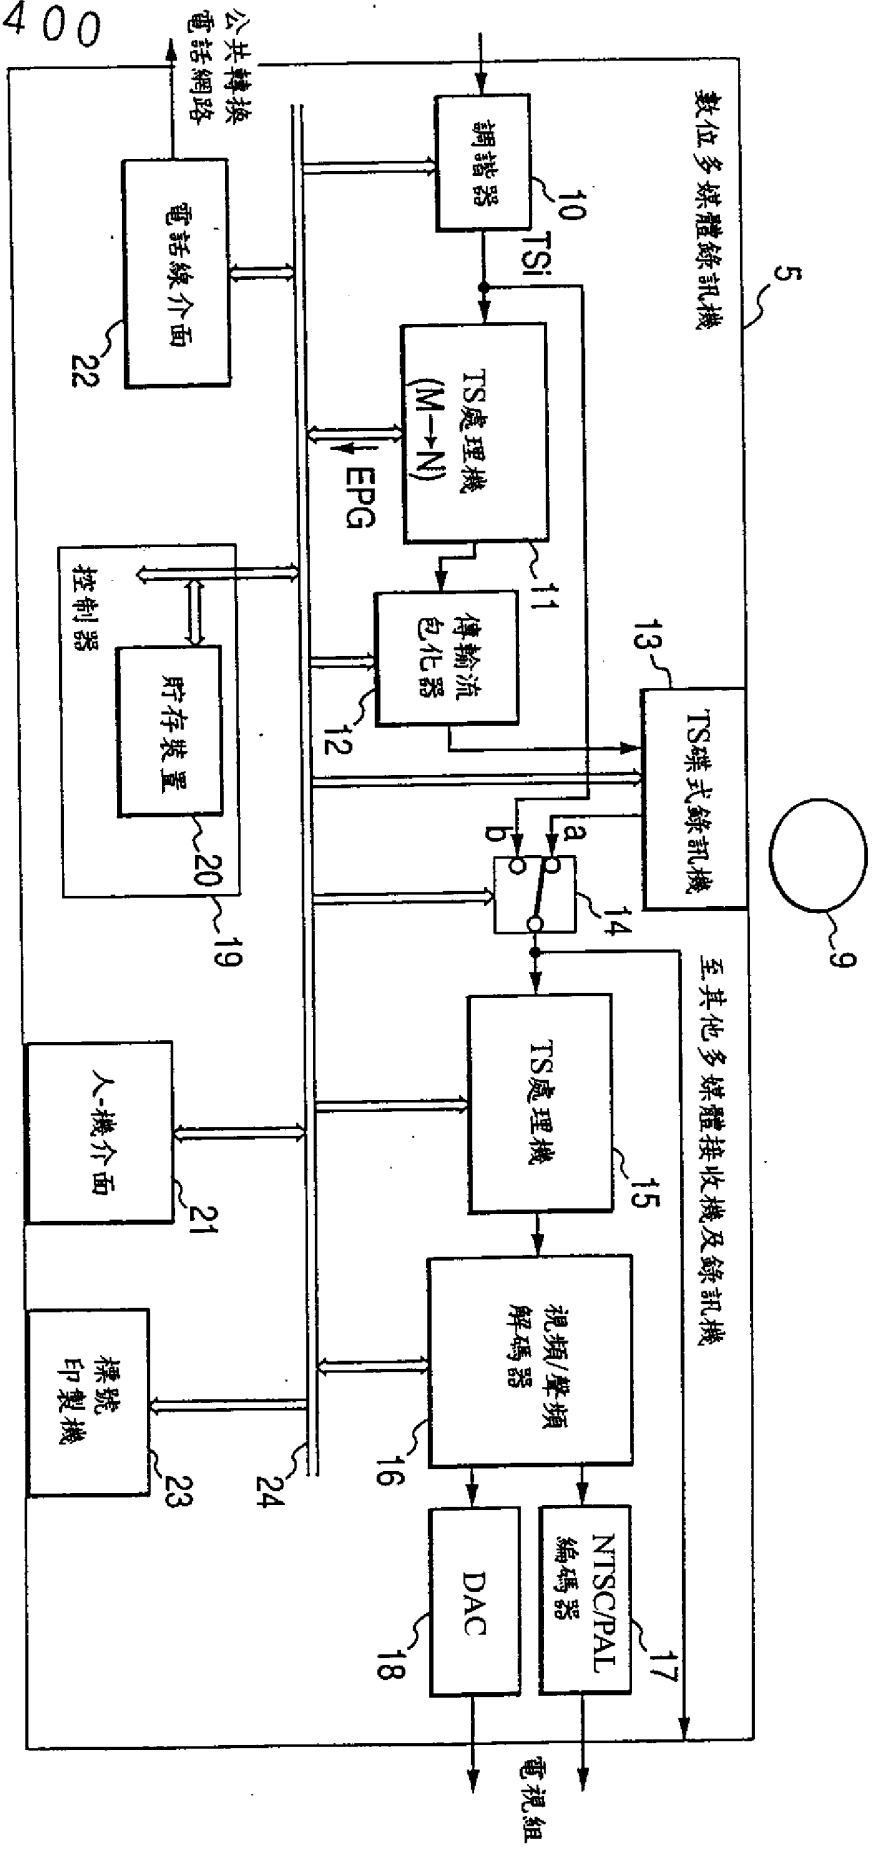 400
數位多媒體錄訊機
5
9
13
TS碟式錄訊機
至其他多媒體接收機及錄訊機
調諧器
10
TSi
TS處理機
(M→N)
11
EPG
傳輸流
包化器
12
a
b
14
TS處理機
15
視頻/聲頻
解碼器
16
NTSC/PAL
編碼器
17
DAC
18
電視組
公共轉換
電話網路
電話線介面
22
控制器
貯存裝置
20
19
人-機介面
21
標號
印製機
23
24